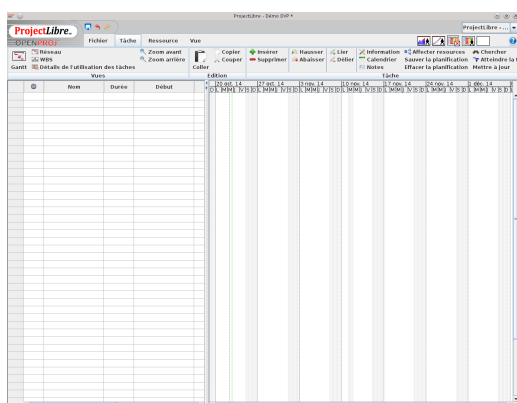 ProjectLibre - Démo DVP *
ProjectLibre - ...
ProjectLibre
OPENPROJ
Fichier Tâche Ressource Vue
Réseau Zoom avant Copier Insérer Hausser Lier Information Affecter resources Chercher
WBS Zoom arrière Couper Supprimer Abaisser Délier Calendrier Sauver la planification Atteindre la t
Gantt Détails de l'utilisation des tâches Coller Notes Effacer la planification Mettre à jour
Vues Edition Tâche
Nom Durée Début
20 oct. 14 27 oct. 14 3 nov. 14 10 nov. 14 17 nov. 14 24 nov. 14 1 déc. 14
D L M M J V S D L M M J V S D L M M J V S D L M M J V S D L M M J V S D L M M J V S D L M M J V S D